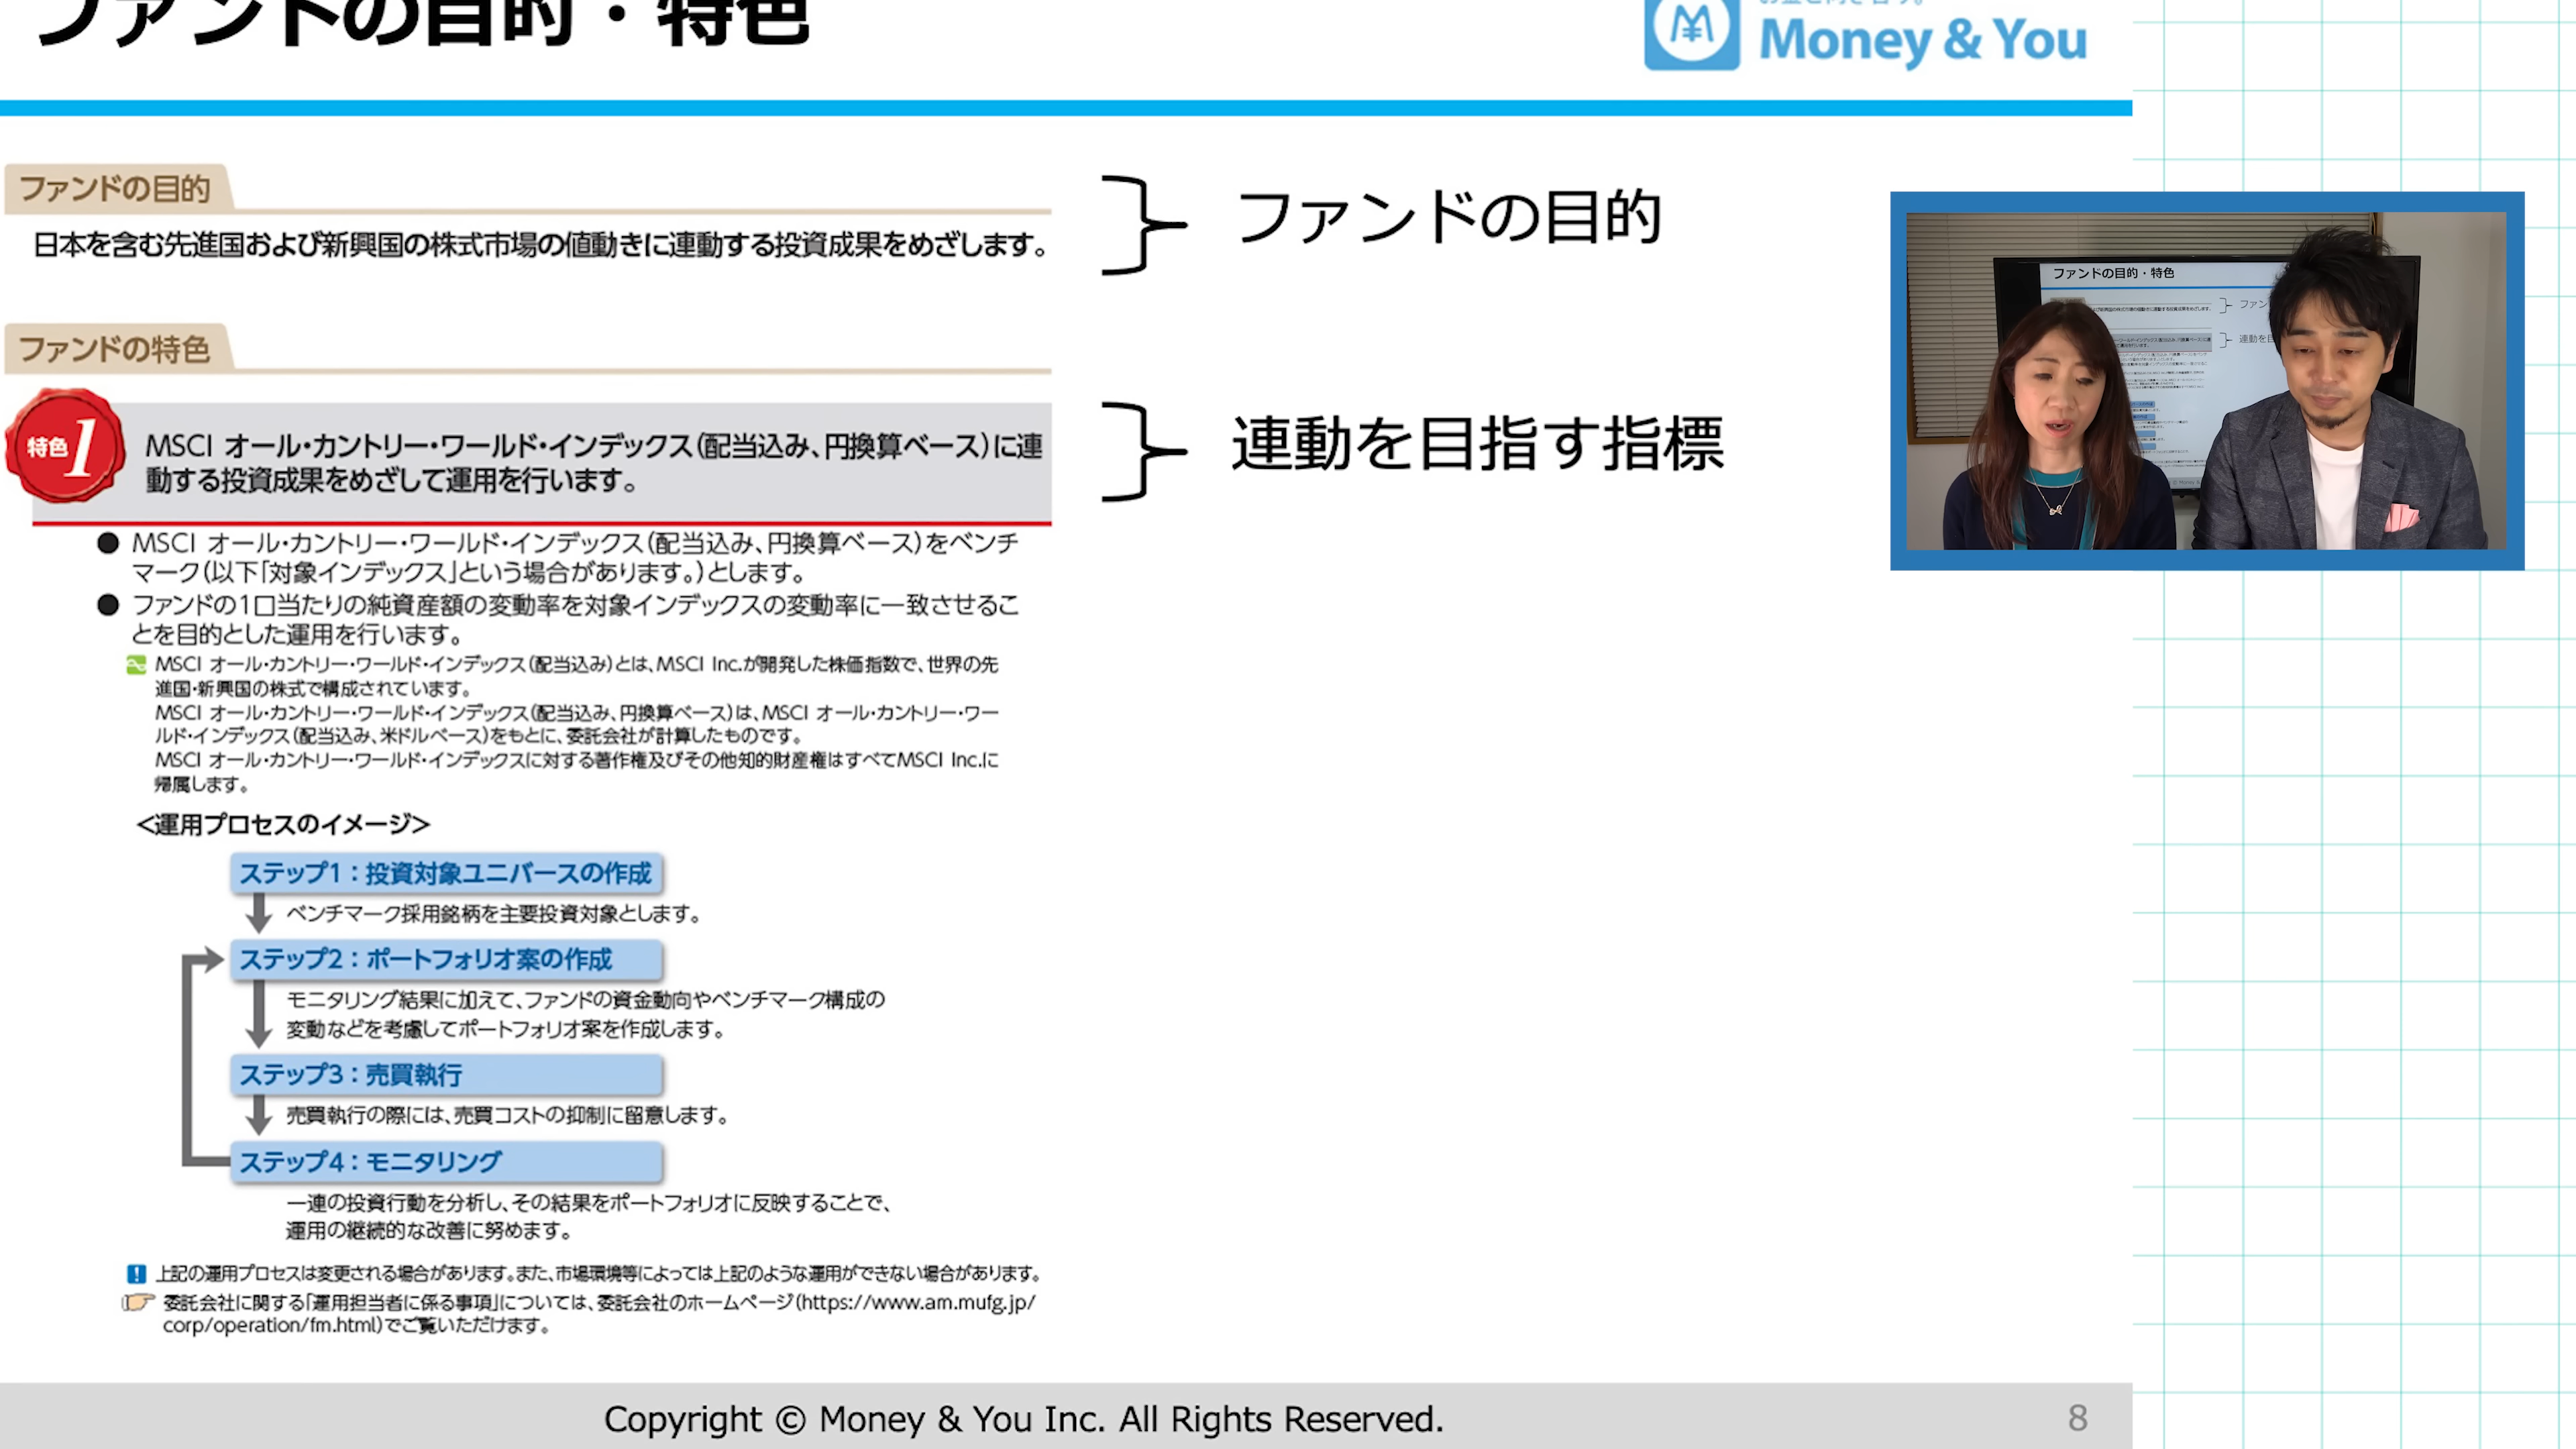 ファンドの目的・特色
Money & You
ファンドの目的
日本を含む先進国および新興国の株式市場の値動きに連動する投資成果をめざします。
ファンドの目的
ファンドの特色
特色1
MSCI オール・カントリー・ワールド・インデックス(配当込み、円換算ベース)に連
動する投資成果をめざして運用を行います。
連動を目指す指標
● MSCI オール・カントリー・ワールド・インデックス(配当込み、円換算ベース)をベンチ
マーク(以下「対象インデックス」という場合があります。)とします。
● ファンドの1口当たりの純資産額の変動率を対象インデックスの変動率に一致させるこ
とを目的とした運用を行います。
MSCI オール・カントリー・ワールド・インデックス(配当込み)とは、MSCI Inc.が開発した株価指数で、世界の先
進国・新興国の株式で構成されています。
MSCI オール・カントリー・ワールド・インデックス(配当込み、円換算ベース)は、MSCI オール・カントリー・ワー
ルド・インデックス(配当込み、米ドルベース)をもとに、委託会社が計算したものです。
MSCI オール・カントリー・ワールド・インデックスに対する著作権及びその他知的財産権はすべてMSCI Inc.に
帰属します。
<運用プロセスのイメージ>
ステップ1:投資対象ユニバースの作成
ベンチマーク採用銘柄を主要投資対象とします。
ステップ2:ポートフォリオ案の作成
モニタリング結果に加えて、ファンドの資金動向やベンチマーク構成の
変動などを考慮してポートフォリオ案を作成します。
ステップ3:売買執行
売買執行の際には、売買コストの抑制に留意します。
ステップ4:モニタリング
一連の投資行動を分析し、その結果をポートフォリオに反映することで、
運用の継続的な改善に努めます。
! 上記の運用プロセスは変更される場合があります。また、市場環境等によっては上記のような運用ができない場合があります。
委託会社に関する「運用担当者に係る事項」については、委託会社のホームページ(https://www.am.mufg.jp/
corp/operation/fm.html)でご覧いただけます。
Copyright © Money & You Inc. All Rights Reserved.
8
ファンドの目的・特色